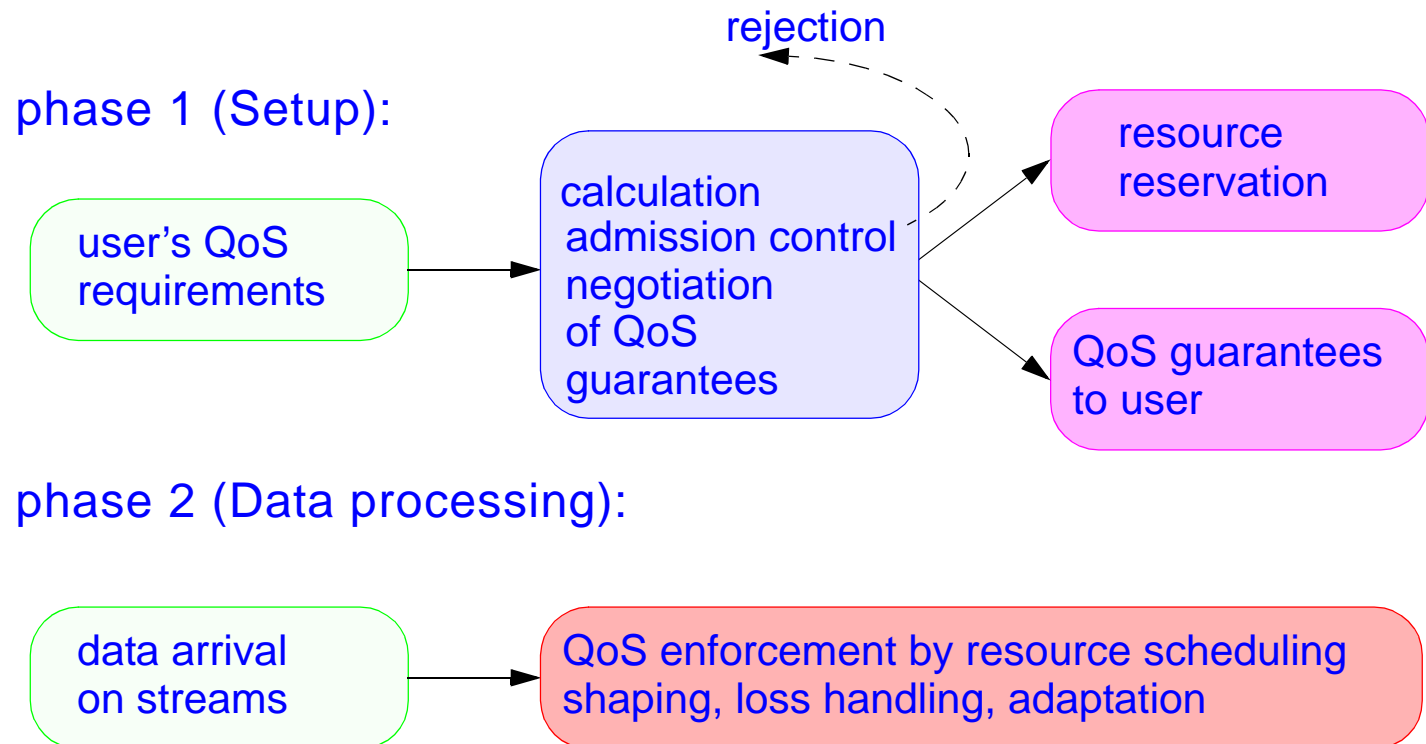 rejection
phase 1 (Setup):
user’s QoS
requirements
calculation
admission control
negotiation
of QoS
guarantees
resource
reservation
QoS guarantees
to user
phase 2 (Data processing):
data arrival
on streams
QoS enforcement by resource scheduling
shaping, loss handling, adaptation